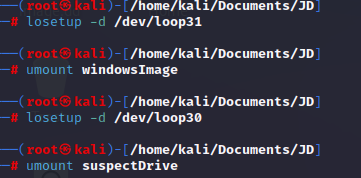 (root㉿kali)-[/home/kali/Documents/JD]
# losetup -d /dev/loop31
(root㉿kali)-[/home/kali/Documents/JD]
# umount windowsImage
(root㉿kali)-[/home/kali/Documents/JD]
# losetup -d /dev/loop30
(root㉿kali)-[/home/kali/Documents/JD]
# umount suspectDrive